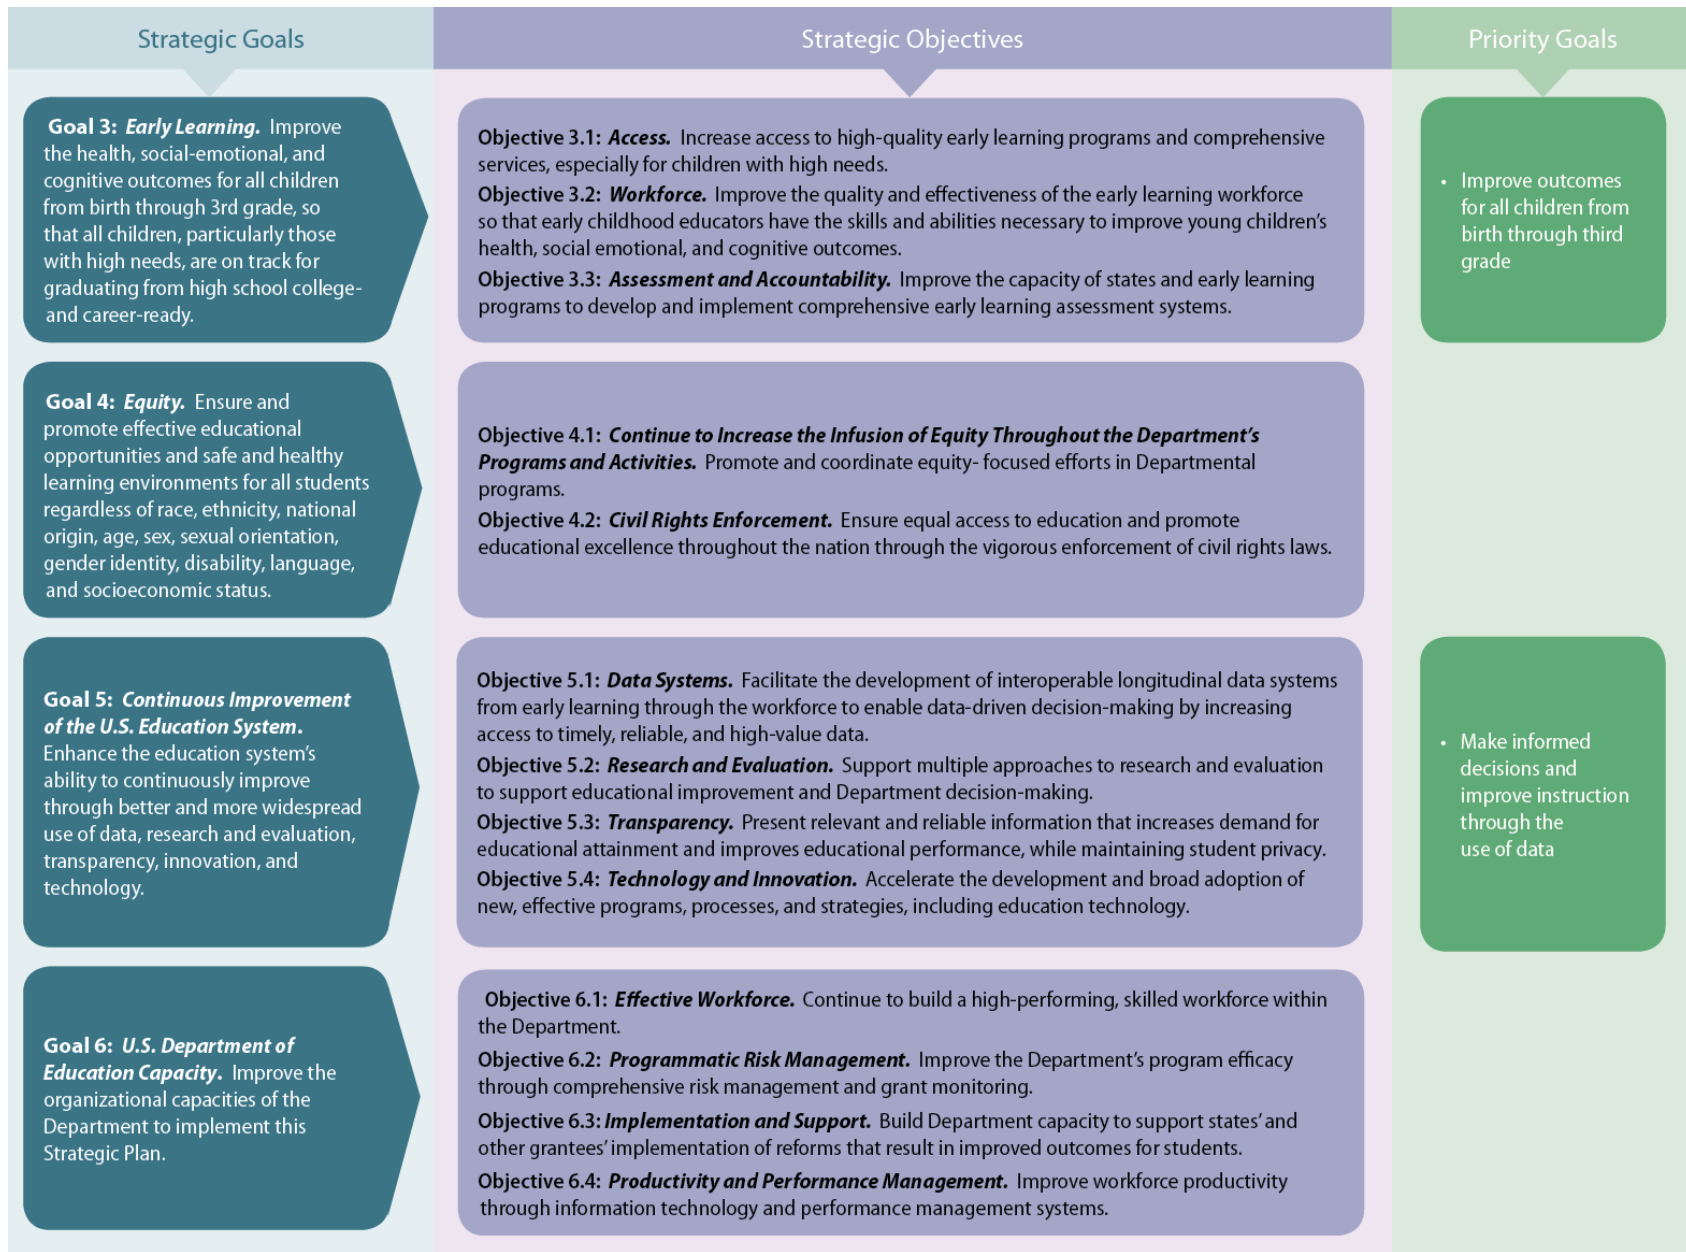 Strategic Goals
Strategic Objectives
Priority Goals
Goal 3: Early Learning. Improve
the health, social-emotional, and
cognitive outcomes for all children
from birth through 3rd grade, so
that all children, particularly those
with high needs, are on track for
graduating from high school college-
and career-ready.
Objective 3.1: Access. Increase access to high-quality early learning programs and comprehensive
services, especially for children with high needs.
Objective 3.2: Workforce. Improve the quality and effectiveness of the early learning workforce
so that early childhood educators have the skills and abilities necessary to improve young children’s
health, social emotional, and cognitive outcomes.
Objective 3.3: Assessment and Accountability. Improve the capacity of states and early learning
programs to develop and implement comprehensive early learning assessment systems.
• Improve outcomes
for all children from
birth through third
grade
Goal 4: Equity. Ensure and
promote effective educational
opportunities and safe and healthy
learning environments for all students
regardless of race, ethnicity, national
origin, age, sex, sexual orientation,
gender identity, disability, language,
and socioeconomic status.
Objective 4.1: Continue to Increase the Infusion of Equity Throughout the Department’s
Programs and Activities. Promote and coordinate equity- focused efforts in Departmental
programs.
Objective 4.2: Civil Rights Enforcement. Ensure equal access to education and promote
educational excellence throughout the nation through the vigorous enforcement of civil rights laws.
Goal 5: Continuous Improvement
of the U.S. Education System.
Enhance the education system’s
ability to continuously improve
through better and more widespread
use of data, research and evaluation,
transparency, innovation, and
technology.
Objective 5.1: Data Systems. Facilitate the development of interoperable longitudinal data systems
from early learning through the workforce to enable data-driven decision-making by increasing
access to timely, reliable, and high-value data.
Objective 5.2: Research and Evaluation. Support multiple approaches to research and evaluation
to support educational improvement and Department decision-making.
Objective 5.3: Transparency. Present relevant and reliable information that increases demand for
educational attainment and improves educational performance, while maintaining student privacy.
Objective 5.4: Technology and Innovation. Accelerate the development and broad adoption of
new, effective programs, processes, and strategies, including education technology.
• Make informed
decisions and
improve instruction
through the
use of data
Goal 6: U.S. Department of
Education Capacity. Improve the
organizational capacities of the
Department to implement this
Strategic Plan.
Objective 6.1: Effective Workforce. Continue to build a high-performing, skilled workforce within
the Department.
Objective 6.2: Programmatic Risk Management. Improve the Department’s program efficacy
through comprehensive risk management and grant monitoring.
Objective 6.3: Implementation and Support. Build Department capacity to support states’ and
other grantees’ implementation of reforms that result in improved outcomes for students.
Objective 6.4: Productivity and Performance Management. Improve workforce productivity
through information technology and performance management systems.